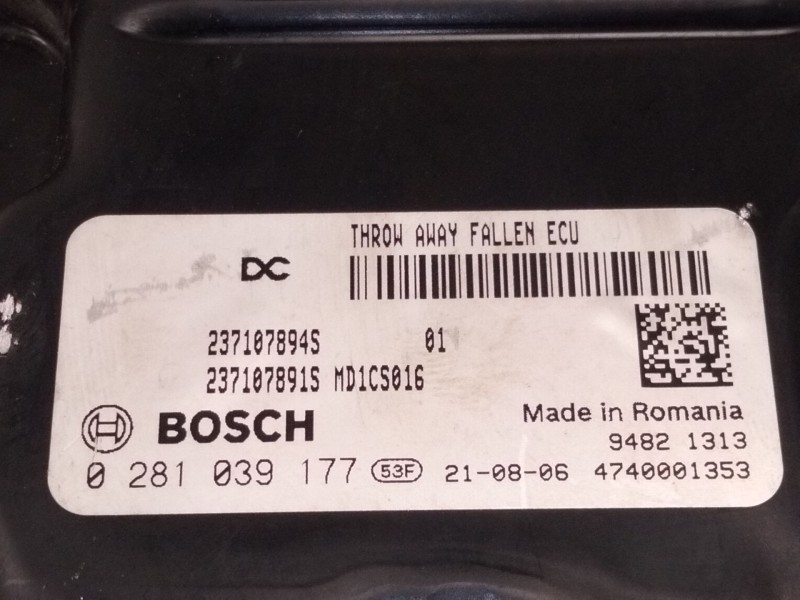 THROW AWAY FALLEN ECU
DC
237107894S 01
237107891S MD1CS016
BOSCH
Made in Romania
9482 1313
0 281 039 177 53F 21-08-06 4740001353